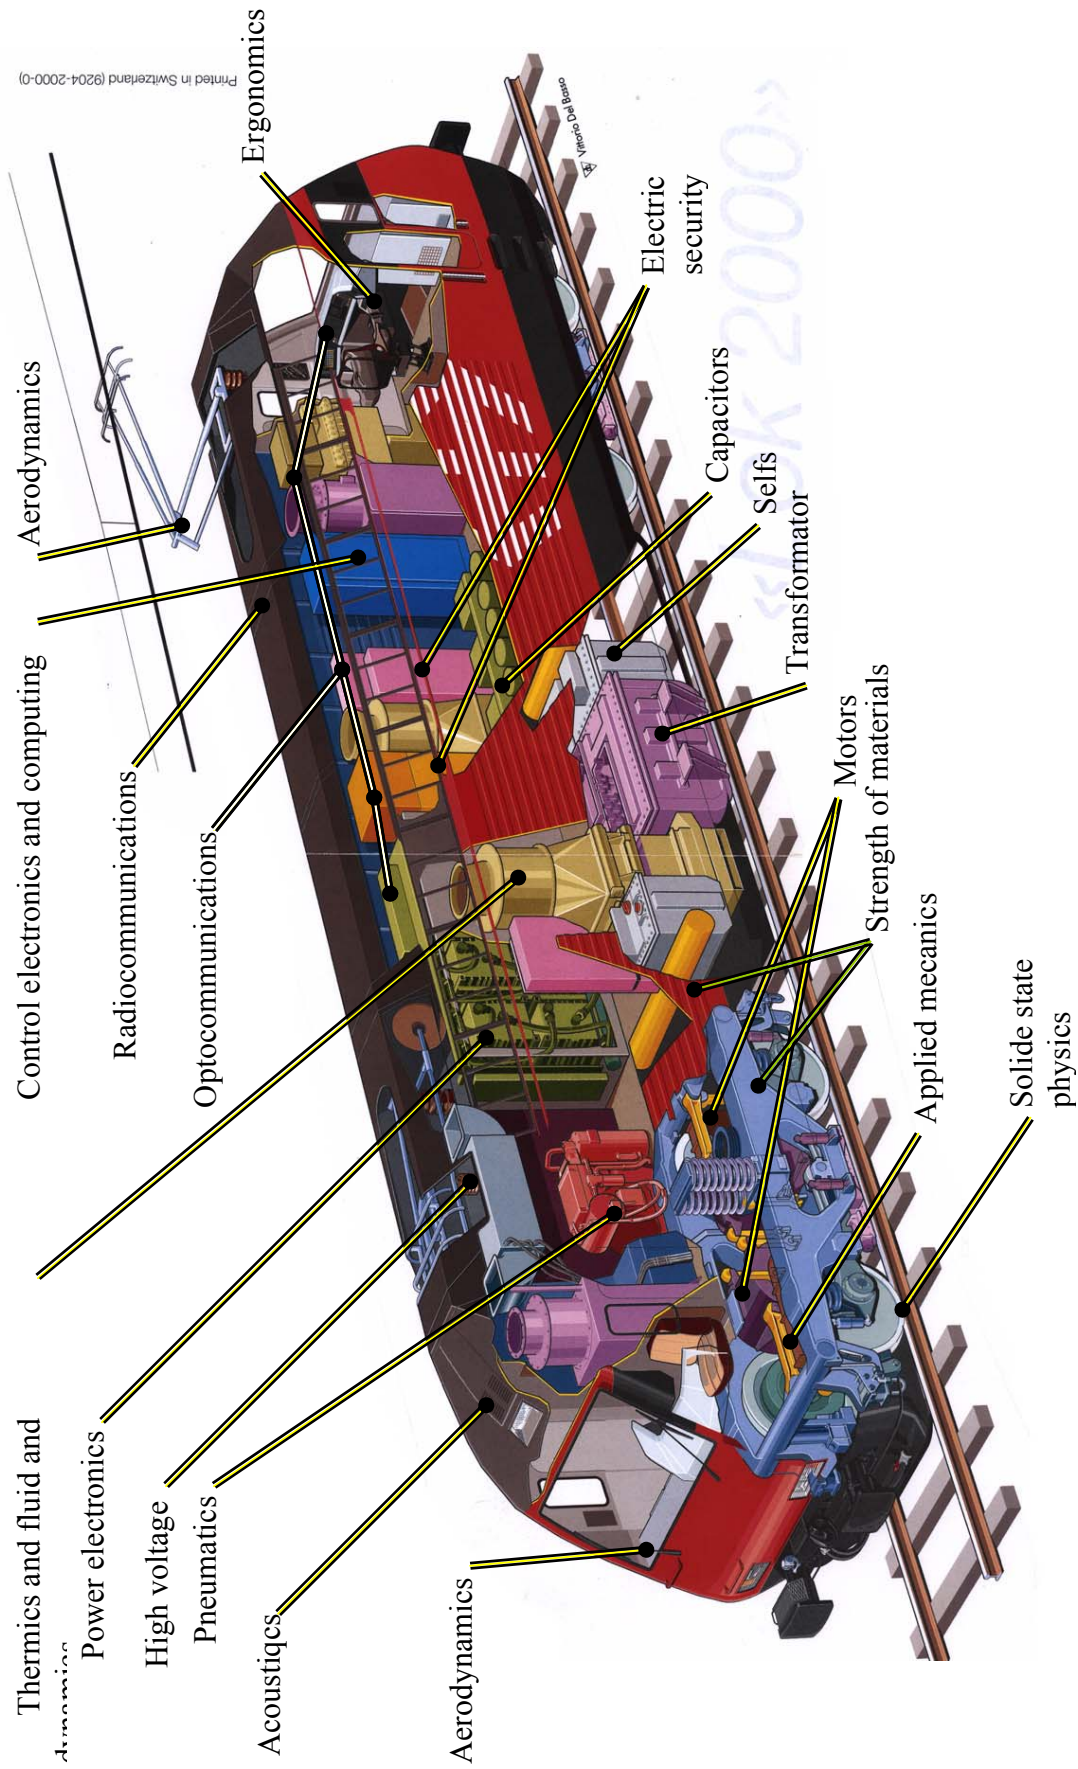 Thermics and fluid and
dynamics
Power electronics
High voltage
Pneumatics
Acoustiqcs
Aerodynamics
Control electronics and computing
Radiocommunications
Optocommunications
Aerodynamics
Ergonomics
Printed in Switzerland (9204-2000-0)
Vittorio Del Basso
Electric
security
Capacitors
Selfs
Transformator
Motors
Strength of materials
Applied mecanics
Solide state
physics